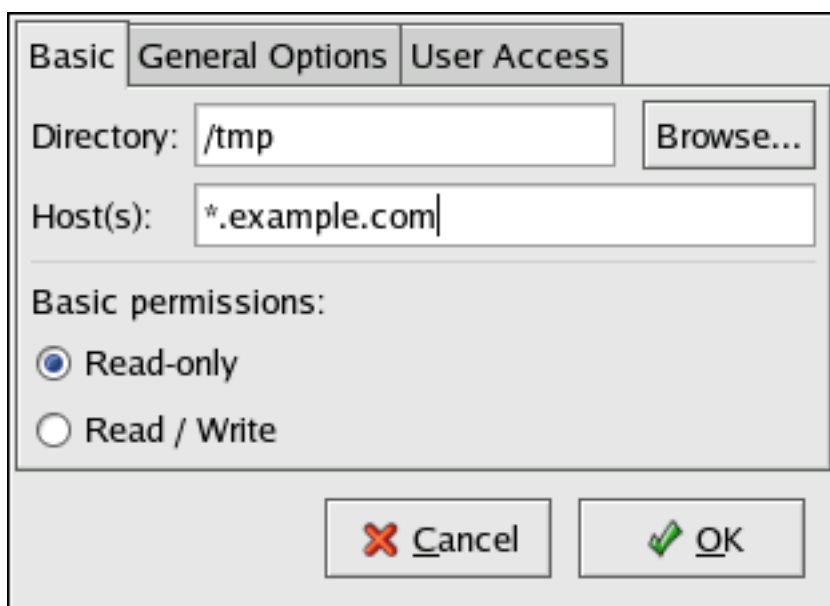 Basic General Options User Access
Directory: /tmp Browse...
Host(s): *.example.com
Basic permissions:
Read-only
Read / Write
Cancel OK